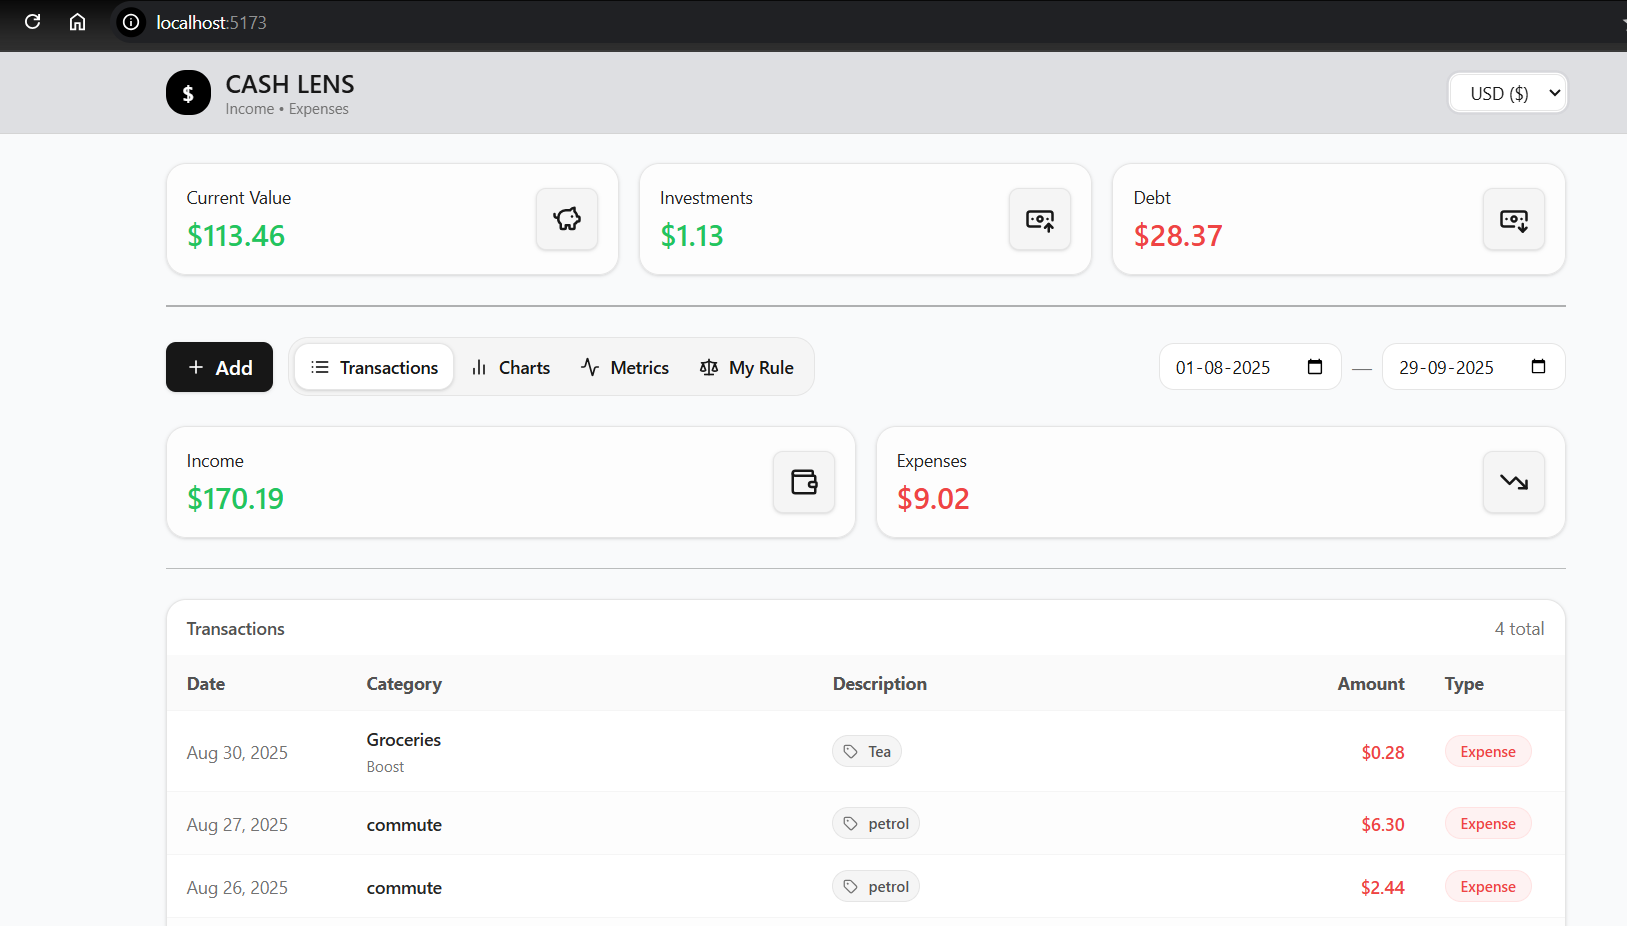 localhost:5173
$ CASH LENS
Income • Expenses
USD ($)
Current Value
$113.46
Investments
$1.13
Debt
$28.37
+ Add
Transactions
Charts
Metrics
My Rule
01-08-2025 — 29-09-2025
Income
$170.19
Expenses
$9.02
Transactions 4 total
Date Category Description Amount Type
Aug 30, 2025 Groceries Tea $0.28 Expense
Boost
Aug 27, 2025 commute petrol $6.30 Expense
Aug 26, 2025 commute petrol $2.44 Expense